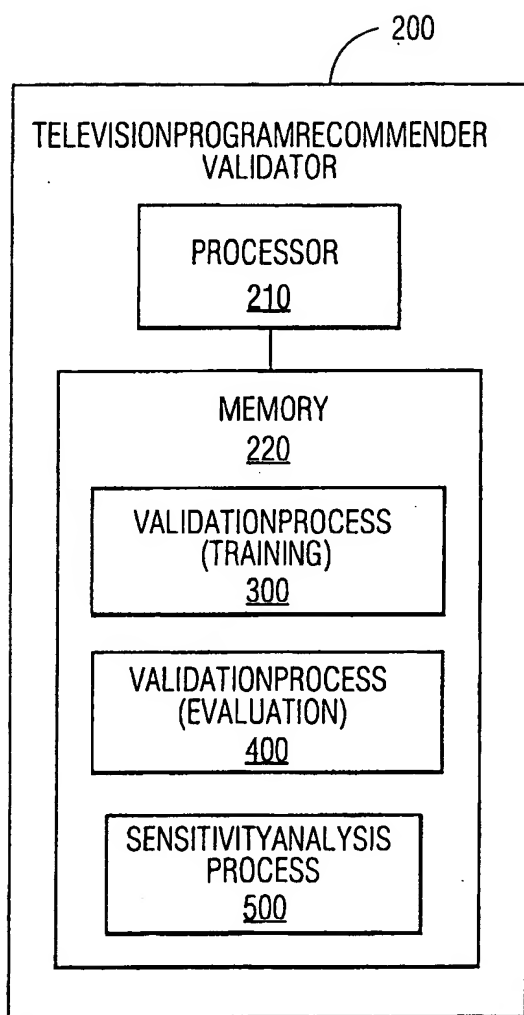 200
TELEVISIONPROGRAMRECOMMENDER
VALIDATOR
PROCESSOR
210
MEMORY
220
VALIDATIONPROCESS
(TRAINING)
300
VALIDATIONPROCESS
(EVALUATION)
400
SENSITIVITYANALYSIS
PROCESS
500